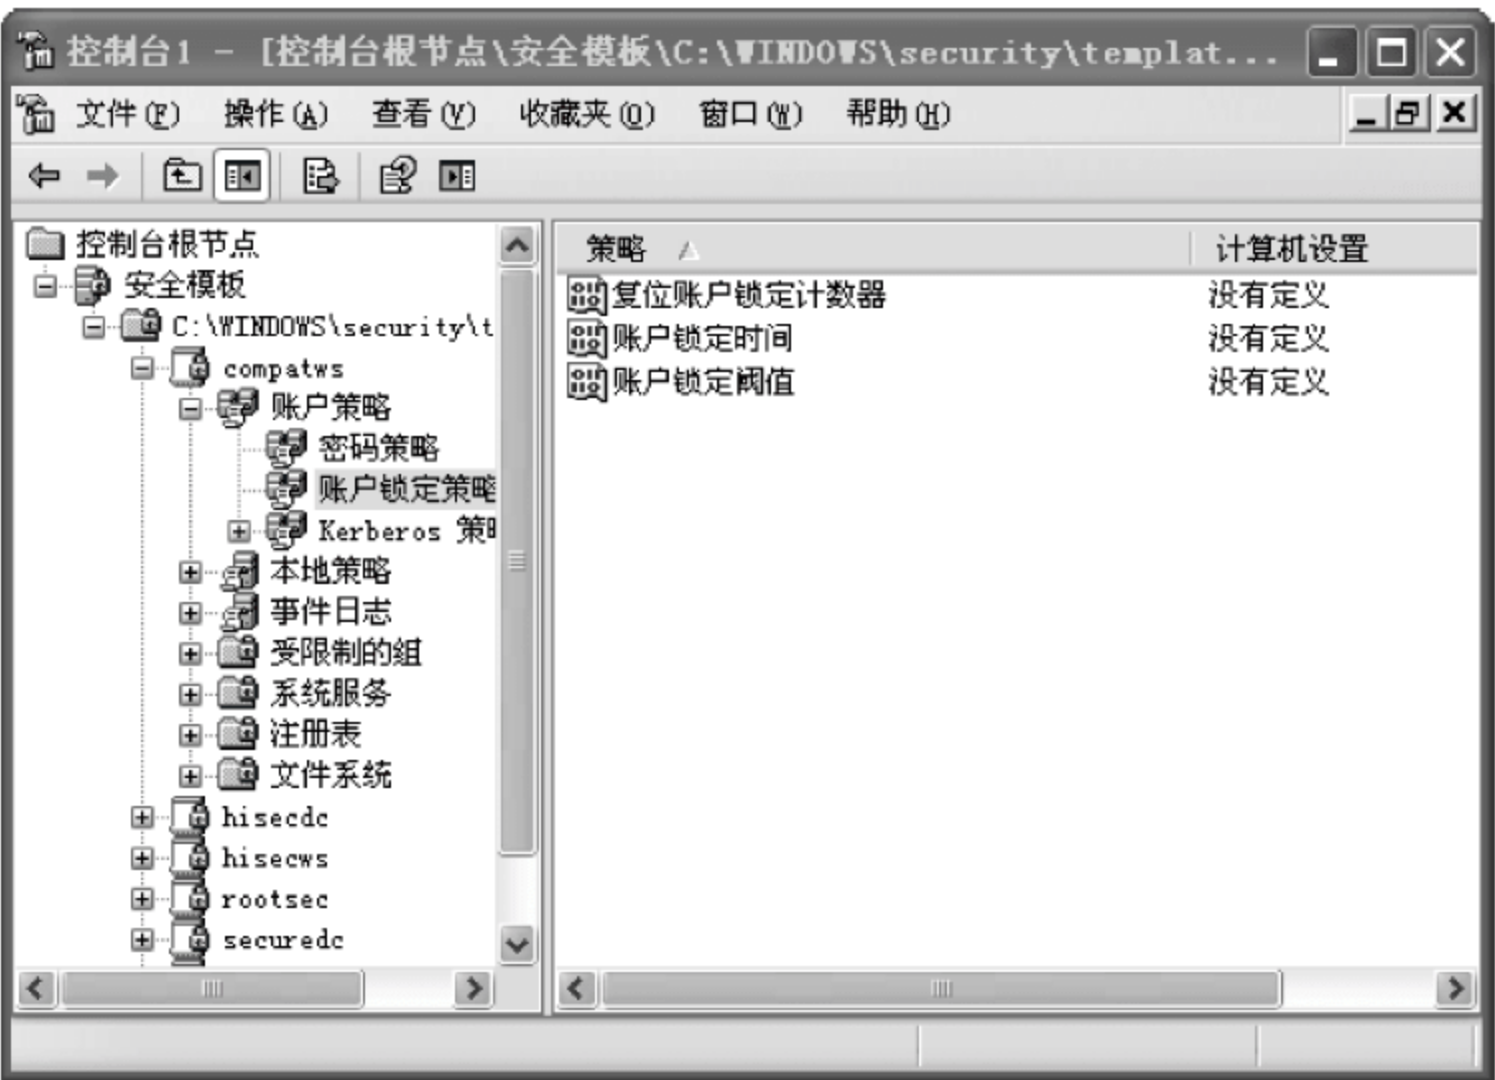 控制台1 - [控制台根节点\安全模板\C:\WINDOWS\security\templat...
文件(F) 操作(A) 查看(V) 收藏夹(O) 窗口(W) 帮助(H)
控制台根节点
安全模板
C:\WINDOWS\security\t
compatws
账户策略
密码策略
账户锁定策略
Kerberos 策略
本地策略
事件日志
受限制的组
系统服务
注册表
文件系统
hisecdc
hisecws
rootsec
securedc
策略 计算机设置
复位账户锁定计数器 没有定义
账户锁定时间 没有定义
账户锁定阈值 没有定义